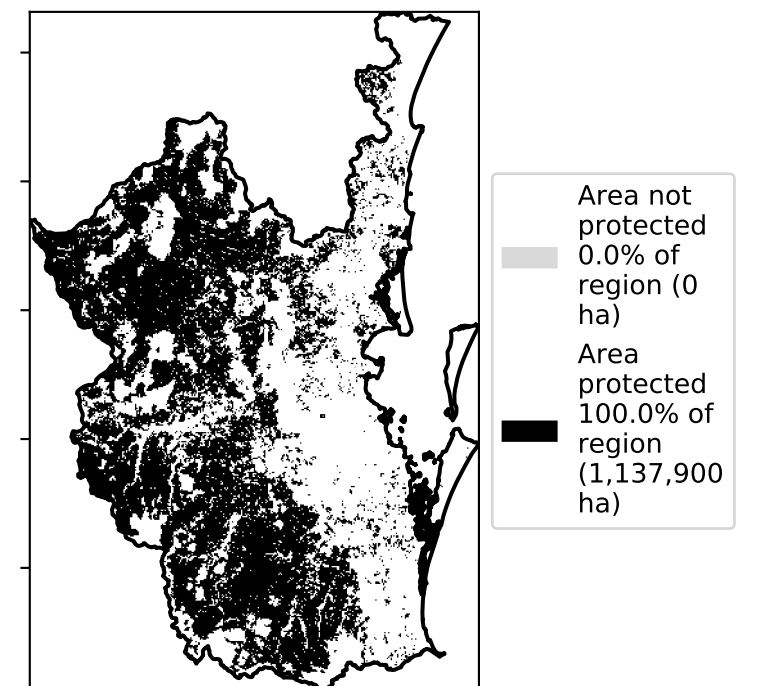 Area not
protected
0.0% of
region (0
ha)
Area
protected
100.0% of
region
(1,137,900
ha)